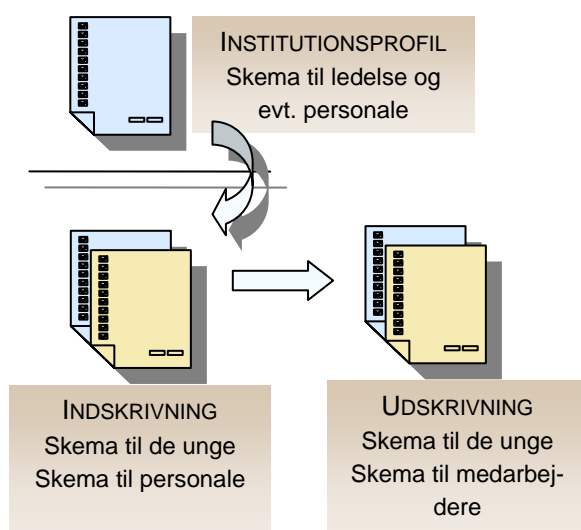 INSTITUTIONSPROFIL
Skema til ledelse og
evt. personale
INDSKRIVNING
Skema til de unge
Skema til personale
UDSKRIVNING
Skema til de unge
Skema til medarbej-
dere